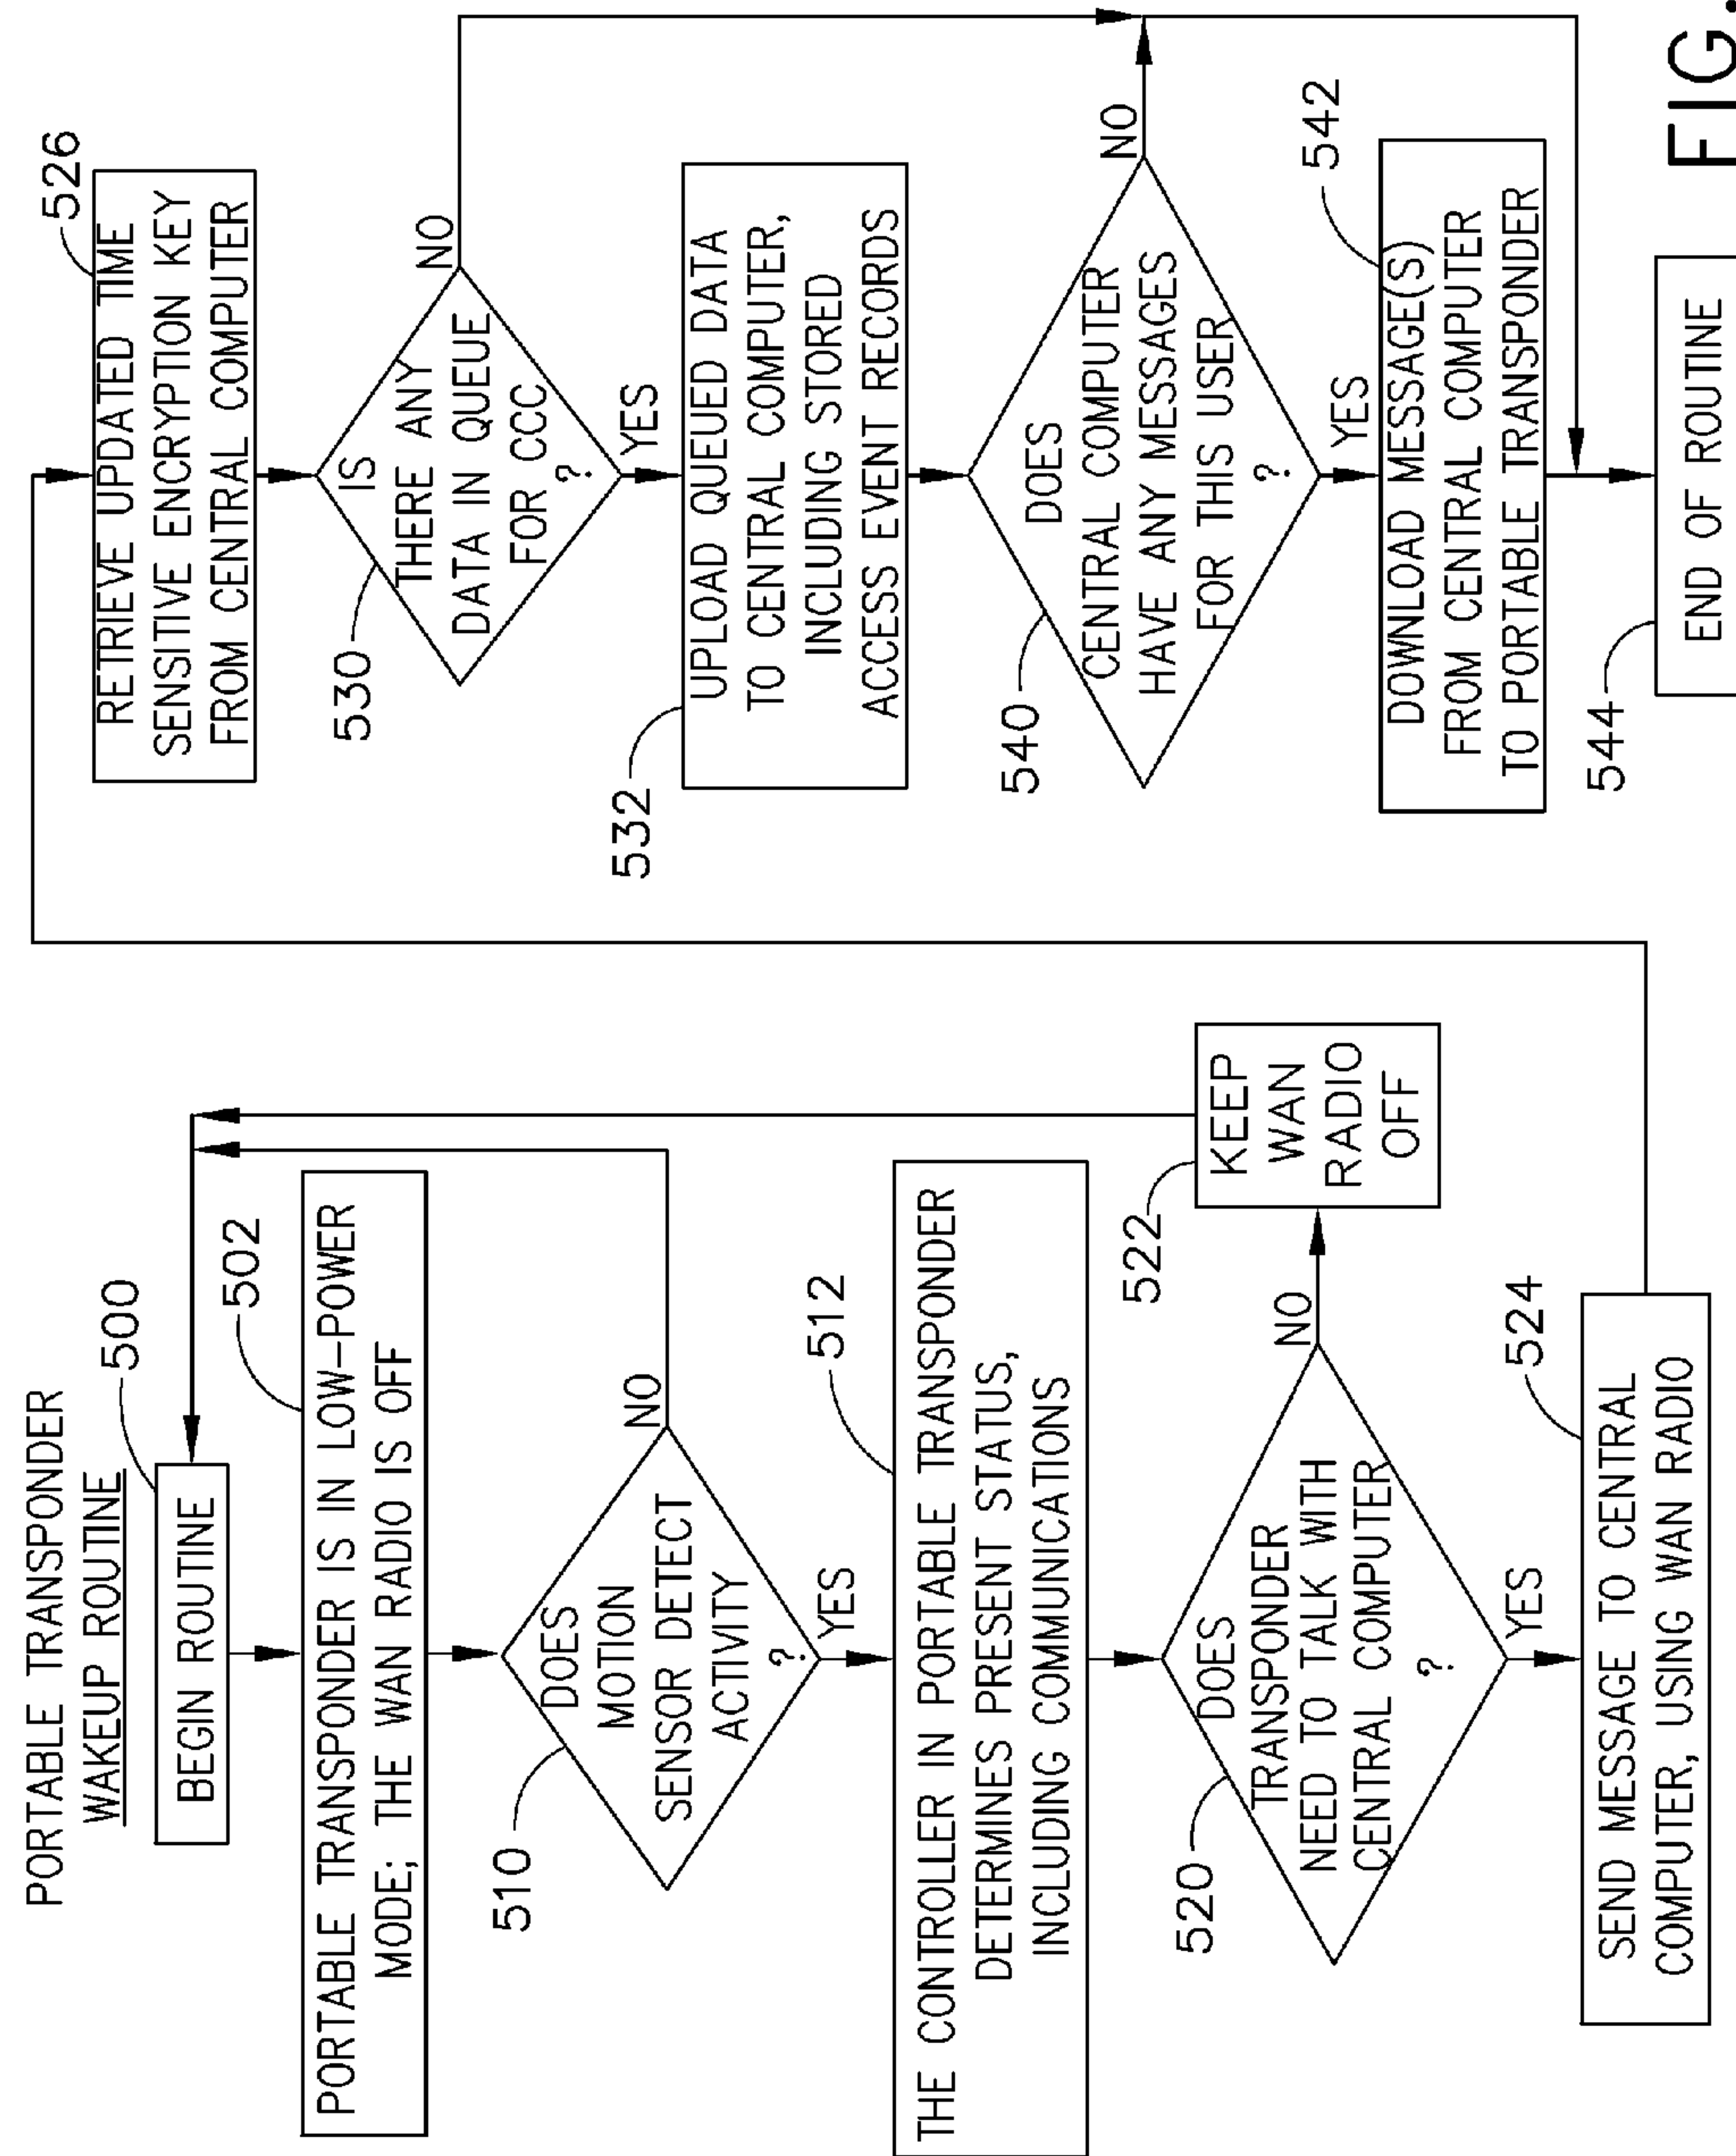 PORTABLE TRANSPONDER
WAKEUP ROUTINE
500
BEGIN ROUTINE
502
PORTABLE TRANSPONDER IS IN LOW-POWER
MODE; THE WAN RADIO IS OFF
510
DOES
MOTION
SENSOR DETECT
ACTIVITY
?
NO
YES
512
THE CONTROLLER IN PORTABLE TRANSPONDER
DETERMINES PRESENT STATUS,
INCLUDING COMMUNICATIONS
520
DOES
TRANSPONDER
NEED TO TALK WITH
CENTRAL COMPUTER
?
NO
522
KEEP
WAN
RADIO
OFF
YES
524
SEND MESSAGE TO CENTRAL
COMPUTER, USING WAN RADIO
526
RETRIEVE UPDATED TIME
SENSITIVE ENCRYPTION KEY
FROM CENTRAL COMPUTER
530
IS
THERE ANY
DATA IN QUEUE
FOR CCC
?
NO
YES
532
UPLOAD QUEUED DATA
TO CENTRAL COMPUTER,
INCLUDING STORED
ACCESS EVENT RECORDS
540
DOES
CENTRAL COMPUTER
HAVE ANY MESSAGES
FOR THIS USER
?
NO
YES
542
DOWNLOAD MESSAGE(S)
FROM CENTRAL COMPUTER
TO PORTABLE TRANSPONDER
544
END OF ROUTINE
FIG.